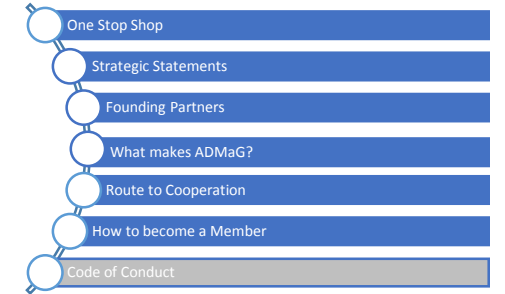 One Stop Shop
Strategic Statements
Founding Partners
What makes ADMaG?
Route to Cooperation
How to become a Member
Code of Conduct